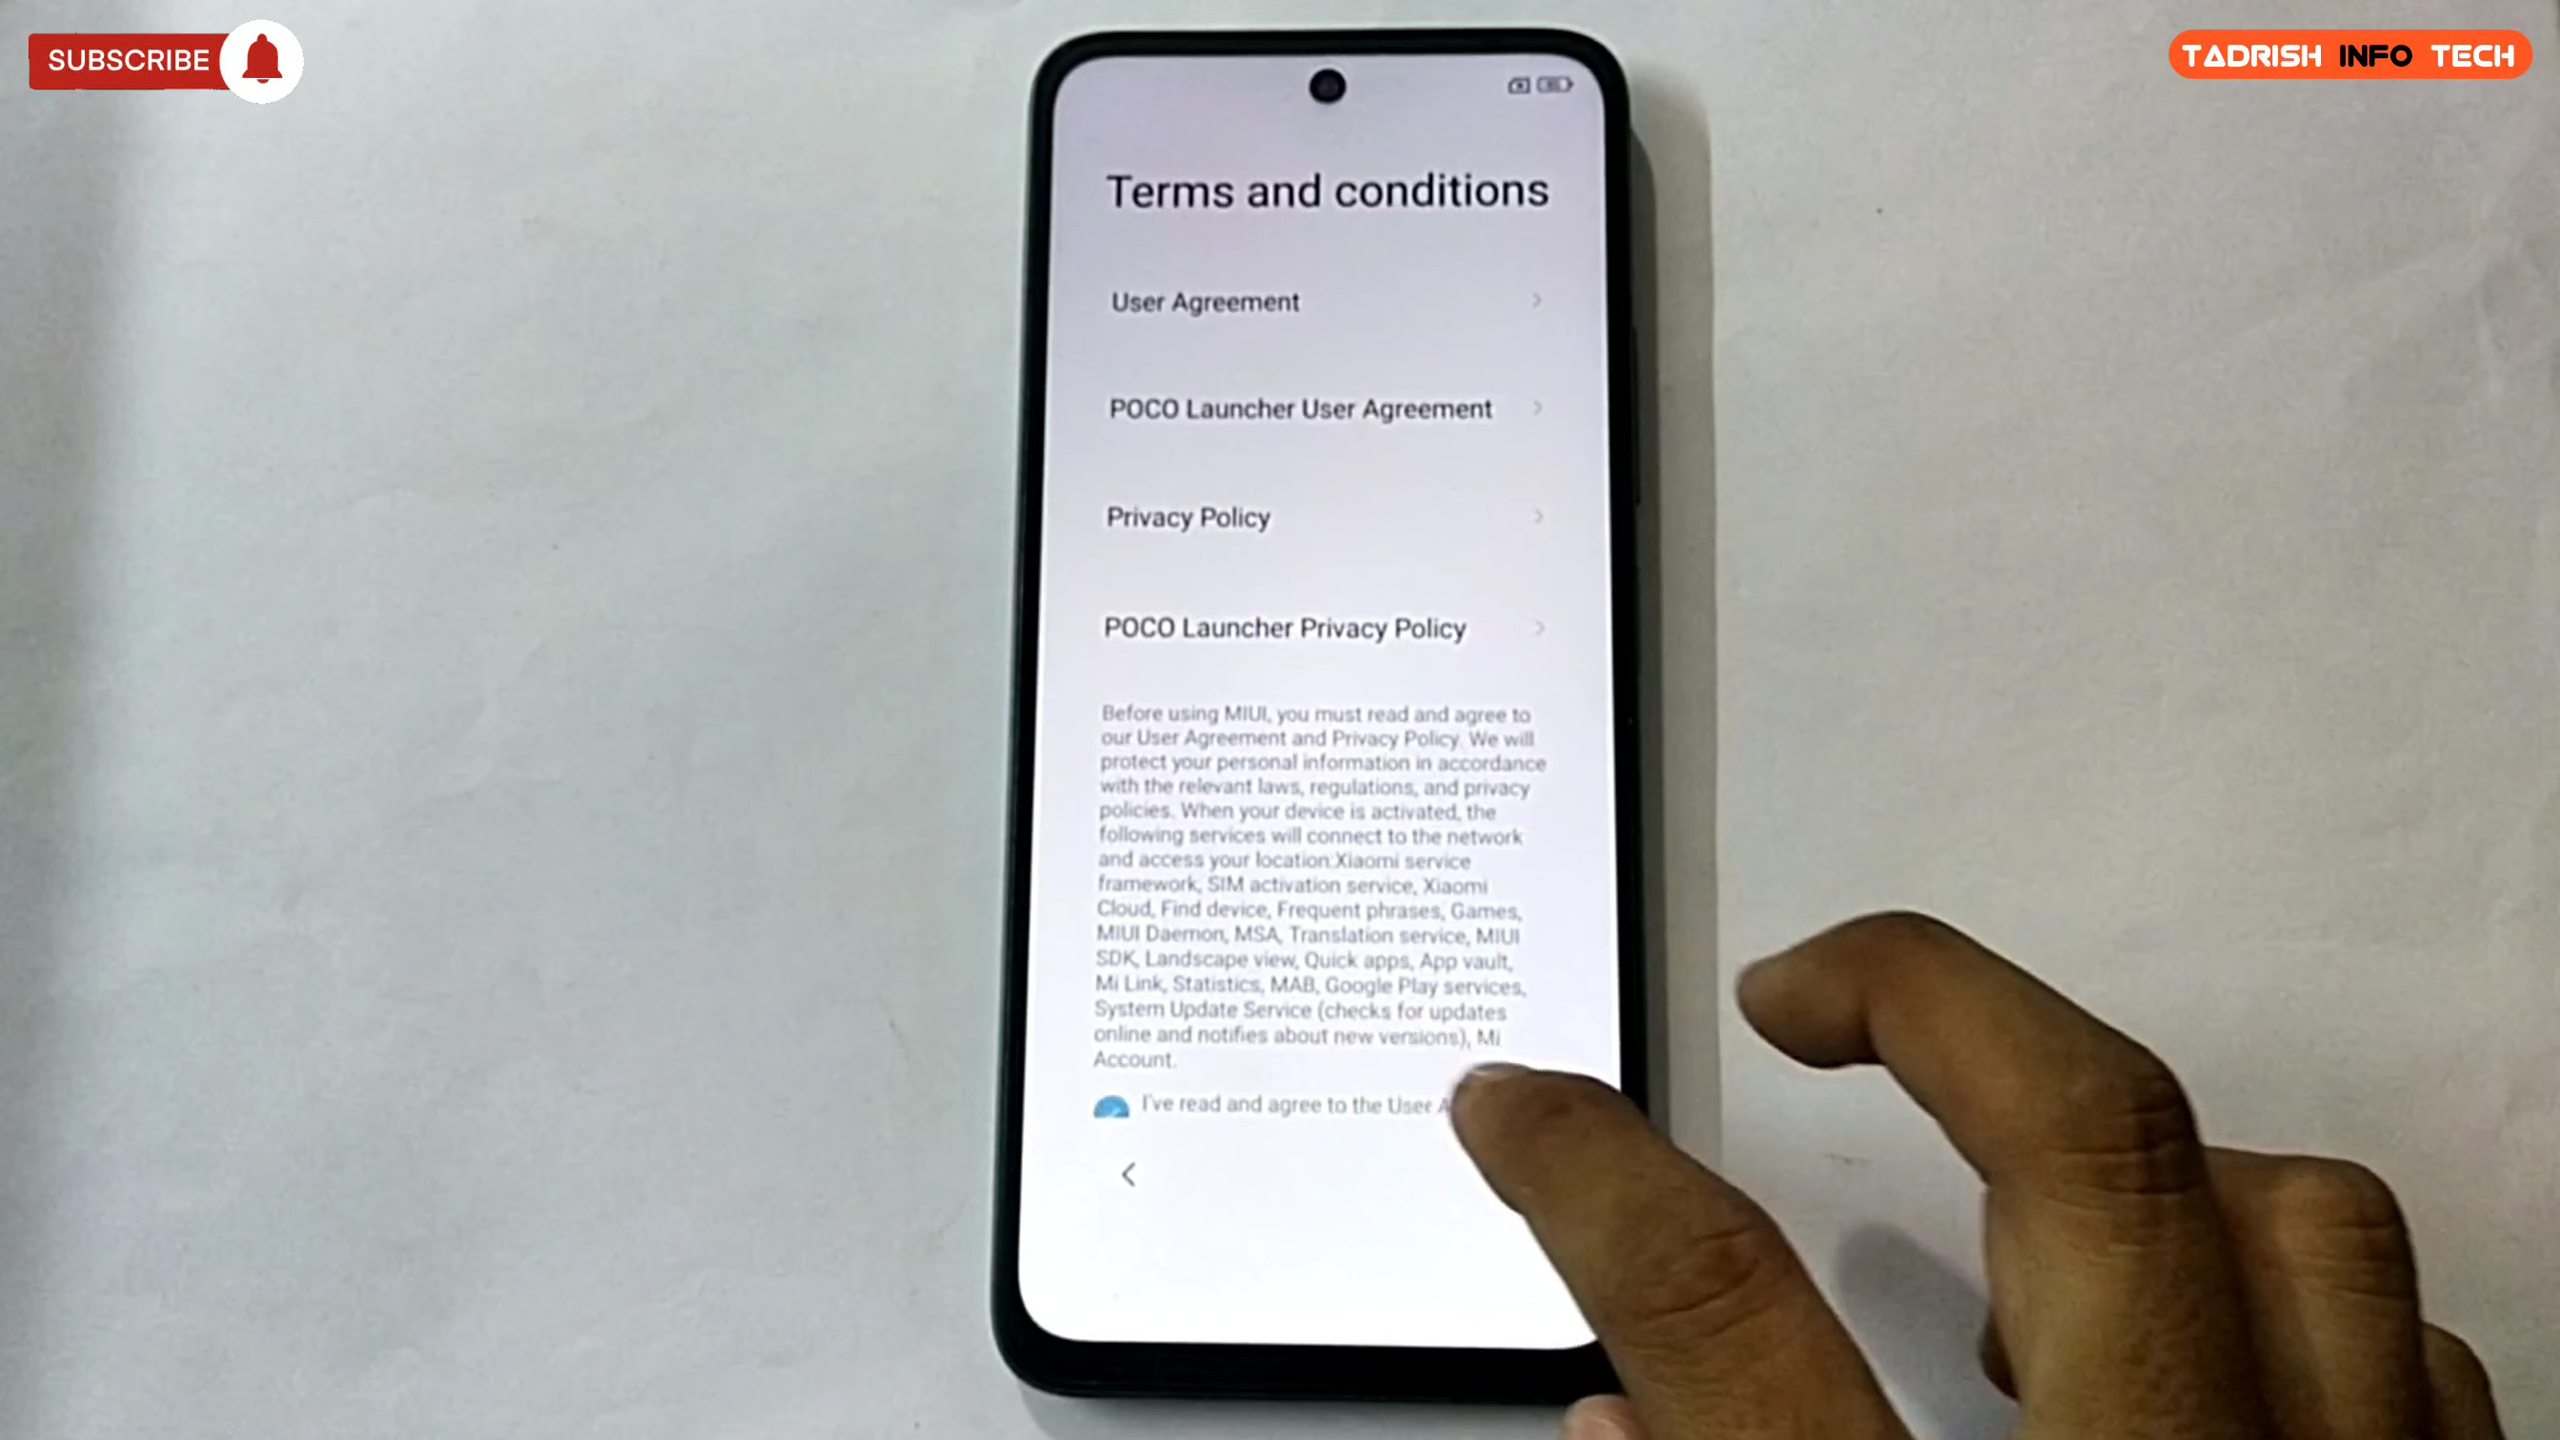 SUBSCRIBE
TADRISH INFO TECH
Terms and conditions
User Agreement
POCO Launcher User Agreement
Privacy Policy
POCO Launcher Privacy Policy
Before using MIUI, you must read and agree to
our User Agreement and Privacy Policy. We will
protect your personal information in accordance
with the relevant laws, regulations, and privacy
policies. When your device is activated, the
following services will connect to the network
and access your location:Xiaomi service
framework, SIM activation service, Xiaomi
Cloud, Find device, Frequent phrases, Games,
MIUI Daemon, MSA, Translation service, MIUI
SDK, Landscape view, Quick apps, App vault,
Mi Link, Statistics, MAB, Google Play services,
System Update Service (checks for updates
online and notifies about new versions), Mi
Account.
I've read and agree to the User A